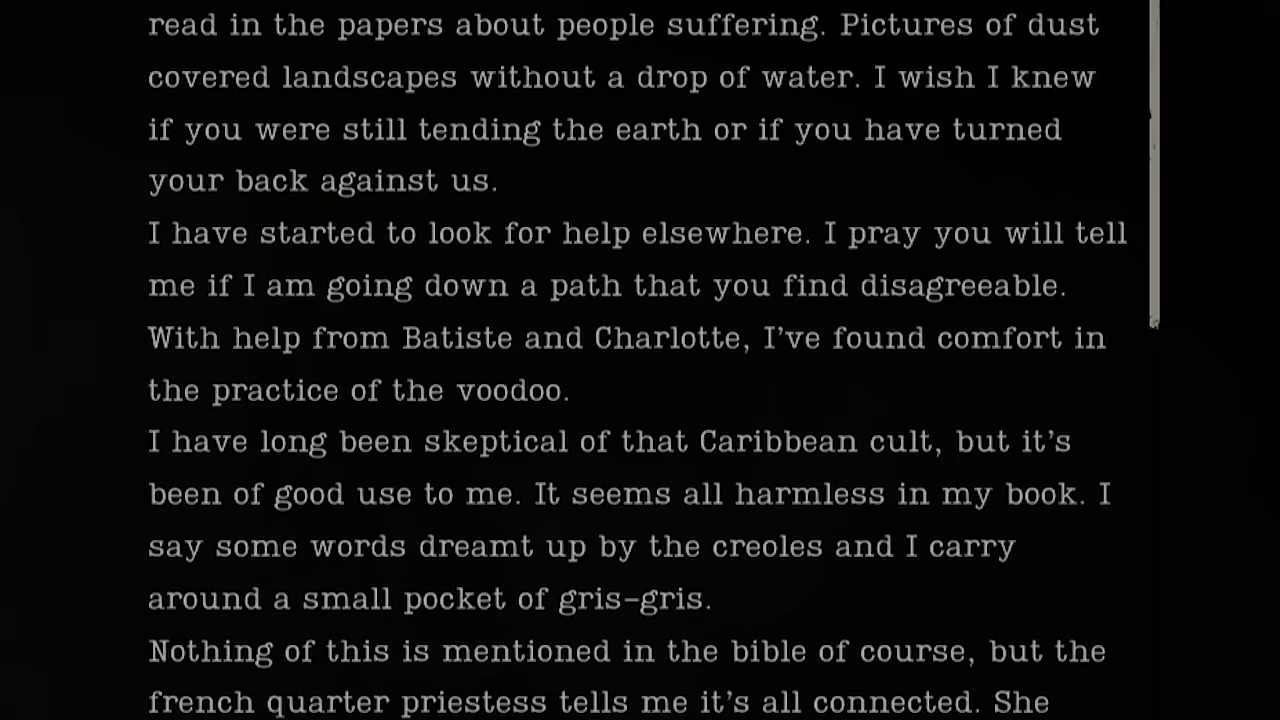 read in the papers about people suffering. Pictures of dust
covered landscapes without a drop of water. I wish I knew
if you were still tending the earth or if you have turned
your back against us.
I have started to look for help elsewhere. I pray you will tell
me if I am going down a path that you find disagreeable.
With help from Batiste and Charlotte, I’ve found comfort in
the practice of the voodoo.
I have long been skeptical of that Caribbean cult, but it’s
been of good use to me. It seems all harmless in my book. I
say some words dreamt up by the creoles and I carry
around a small pocket of gris-gris.
Nothing of this is mentioned in the bible of course, but the
french quarter priestess tells me it’s all connected. She